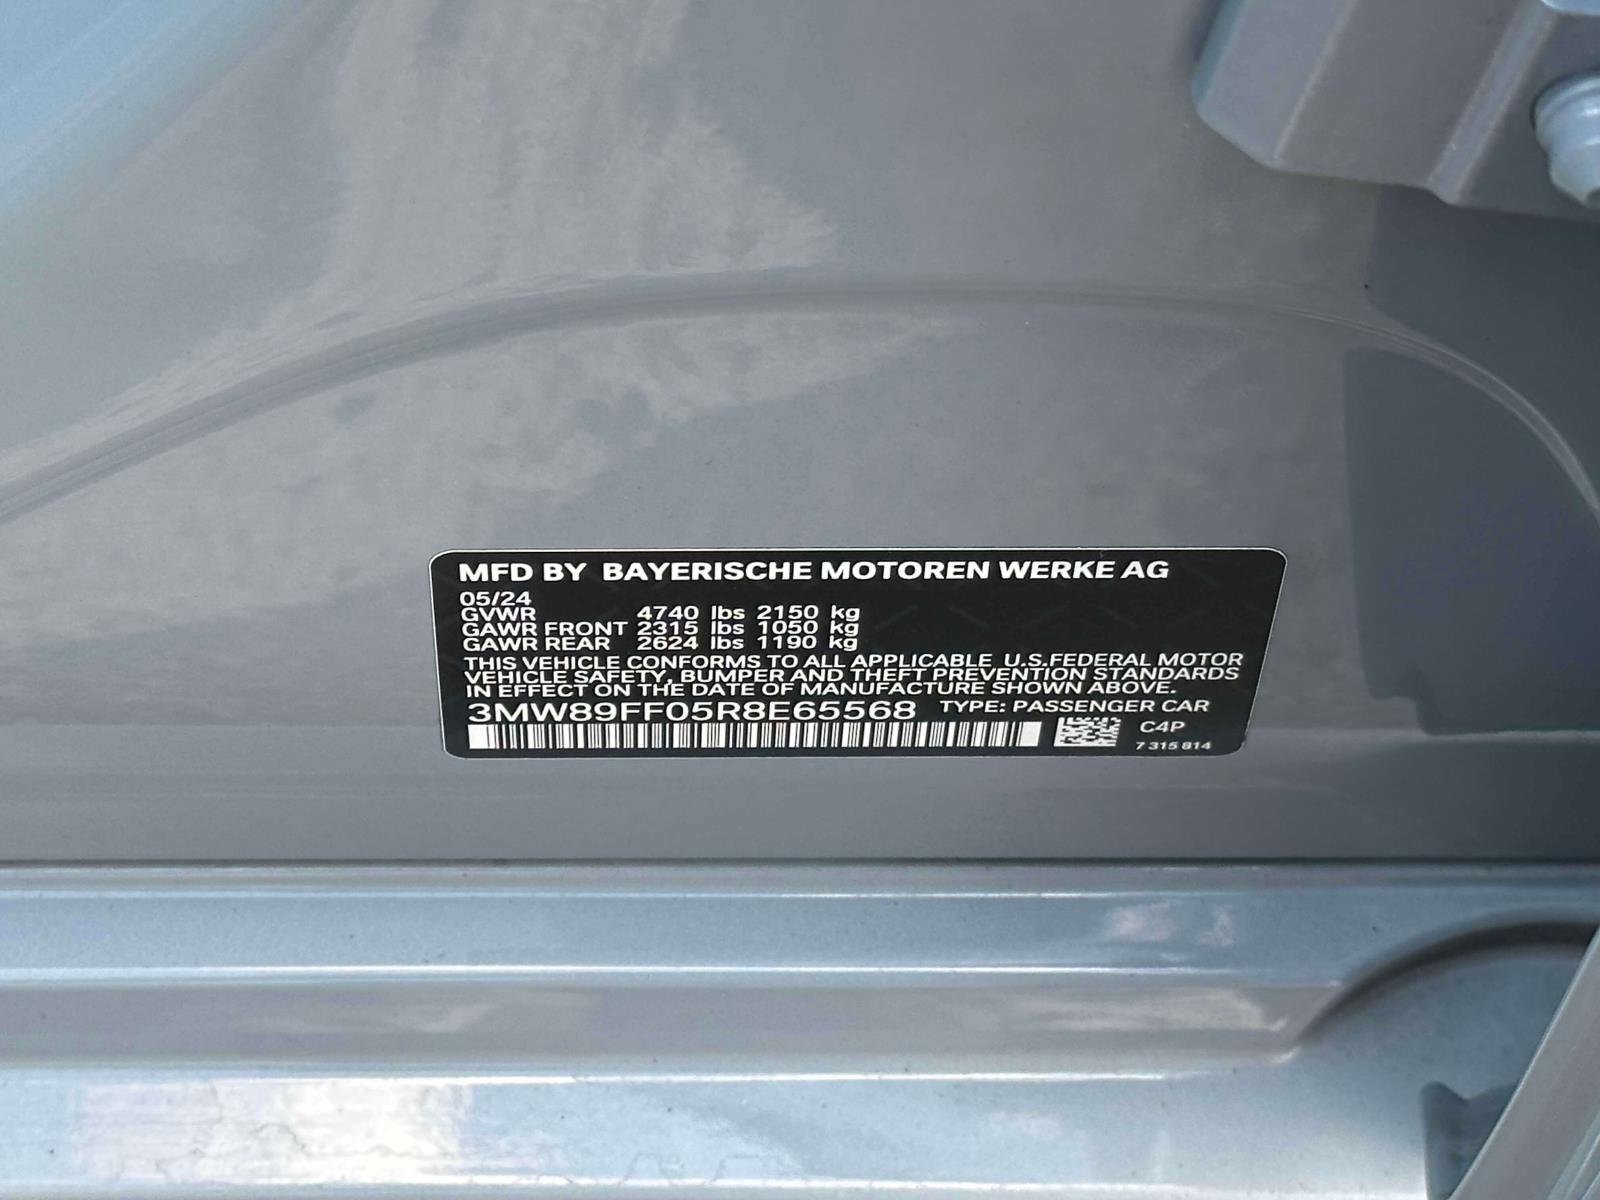 MFD BY BAYERISCHE MOTOREN WERKE AG
05/24
GVWR 4740 lbs 2150 kg
GAWR FRONT 2315 lbs 1050 kg
GAWR REAR 2624 lbs 1190 kg
THIS VEHICLE CONFORMS TO ALL APPLICABLE U.S.FEDERAL MOTOR
VEHICLE SAFETY, BUMPER AND THEFT PREVENTION STANDARDS
IN EFFECT ON THE DATE OF MANUFACTURE SHOWN ABOVE.
3MW89FF05R8E65568 TYPE: PASSENGER CAR
C4P
7 315 814